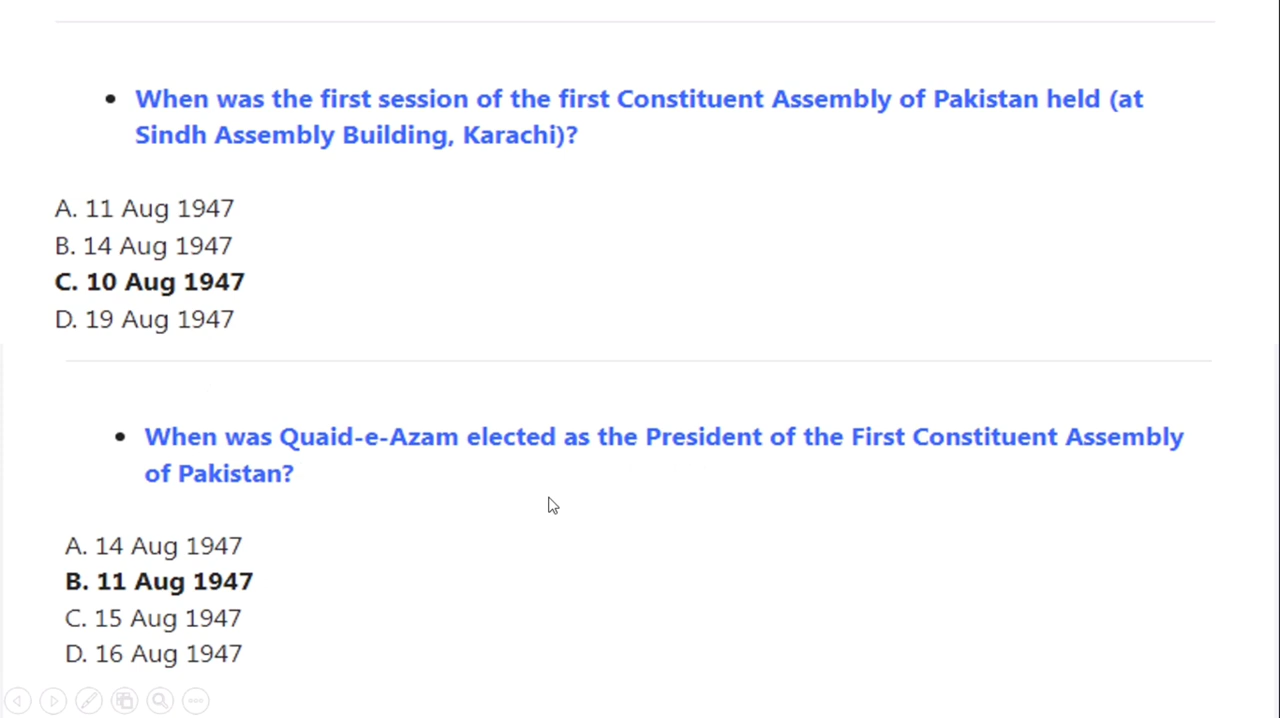 • When was the first session of the first Constituent Assembly of Pakistan held (at
Sindh Assembly Building, Karachi)?
A. 11 Aug 1947
B. 14 Aug 1947
C. 10 Aug 1947
D. 19 Aug 1947
• When was Quaid-e-Azam elected as the President of the First Constituent Assembly
of Pakistan?
A. 14 Aug 1947
B. 11 Aug 1947
C. 15 Aug 1947
D. 16 Aug 1947